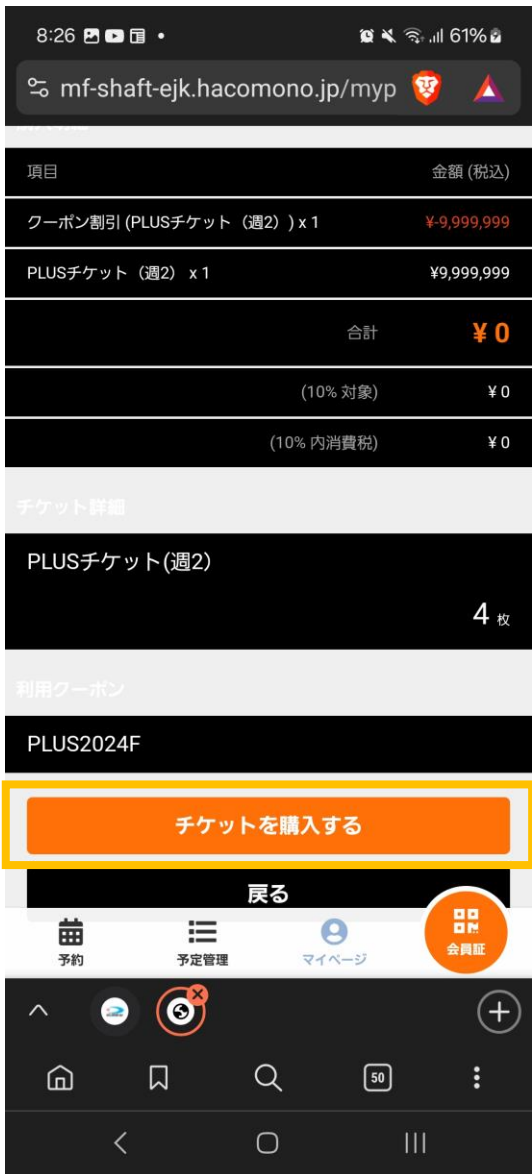 8:26
61%
mf-shaft-ejk.hacomono.jp/myp
項目 金額 (税込)
クーポン割引 (PLUSチケット（週2）) x 1 ¥-9,999,999
PLUSチケット（週2） x 1 ¥9,999,999
合計 ¥ 0
(10% 対象) ¥ 0
(10% 内消費税) ¥ 0
チケット詳細
PLUSチケット(週2)
4 枚
利用クーポン
PLUS2024F
チケットを購入する
戻る
予約 予定管理 マイページ 会員証
50